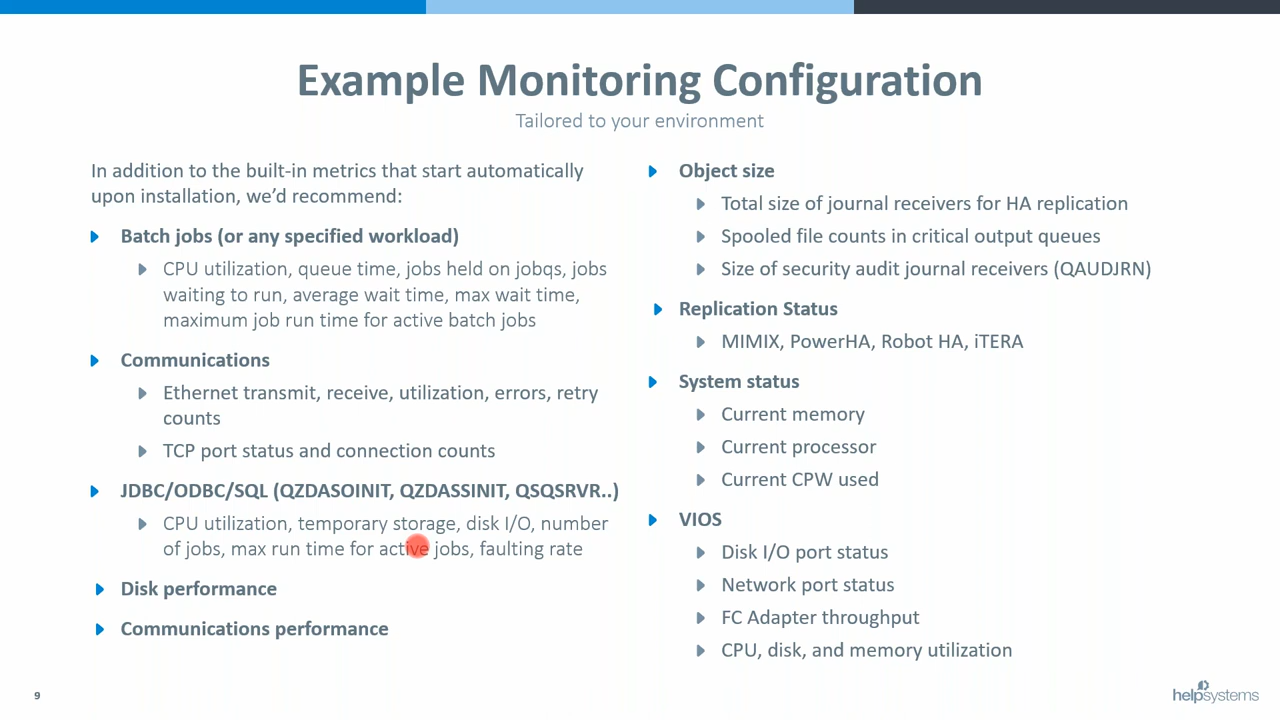 Example Monitoring Configuration
Tailored to your environment
In addition to the built-in metrics that start automatically
upon installation, we'd recommend:
Batch jobs (or any specified workload)
CPU utilization, queue time, jobs held on jobqs, jobs
waiting to run, average wait time, max wait time,
maximum job run time for active batch jobs
Communications
Ethernet transmit, receive, utilization, errors, retry
counts
TCP port status and connection counts
JDBC/ODBC/SQL (QZDASOINIT, QZDASSINIT, QSQSRVR..)
CPU utilization, temporary storage, disk I/O, number
of jobs, max run time for active jobs, faulting rate
Disk performance
Communications performance
Object size
Total size of journal receivers for HA replication
Spooled file counts in critical output queues
Size of security audit journal receivers (QAUDJRN)
Replication Status
MIMIX, PowerHA, Robot HA, iTERA
System status
Current memory
Current processor
Current CPW used
VIOS
Disk I/O port status
Network port status
FC Adapter throughput
CPU, disk, and memory utilization
9
helpsystems